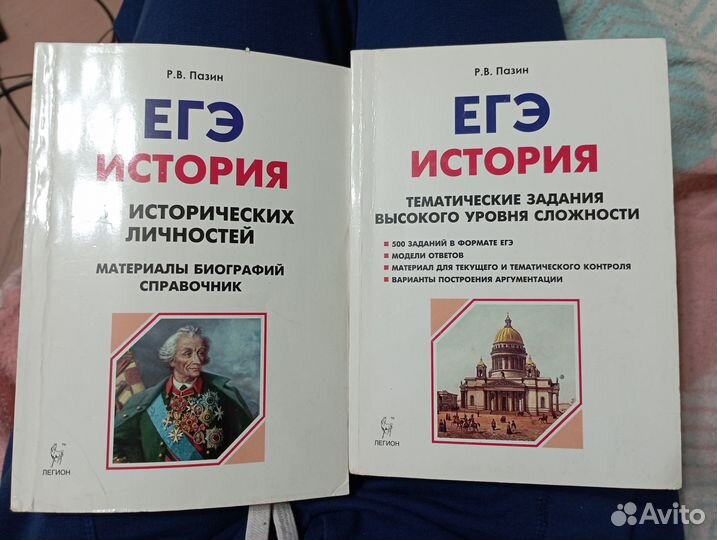 Р.В. Пазин
ЕГЭ
ИСТОРИЯ
ИСТОРИЧЕСКИХ
ЛИЧНОСТЕЙ
МАТЕРИАЛЫ БИОГРАФИЙ
СПРАВОЧНИК
ЛЕГИОН
Р.В. Пазин
ЕГЭ
ИСТОРИЯ
ТЕМАТИЧЕСКИЕ ЗАДАНИЯ
ВЫСОКОГО УРОВНЯ СЛОЖНОСТИ
500 ЗАДАНИЙ В ФОРМАТЕ ЕГЭ
МОДЕЛИ ОТВЕТОВ
МАТЕРИАЛ ДЛЯ ТЕКУЩЕГО И ТЕМАТИЧЕСКОГО КОНТРОЛЯ
ВАРИАНТЫ ПОСТРОЕНИЯ АРГУМЕНТАЦИИ
ЛЕГИОН
Avito